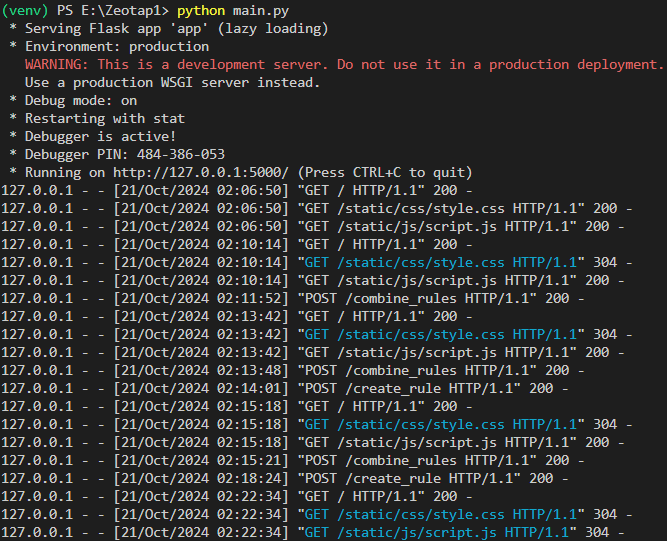 (venv) PS E:\Zeotap1> python main.py
 * Serving Flask app 'app' (lazy loading)
 * Environment: production
   WARNING: This is a development server. Do not use it in a production deployment.
   Use a production WSGI server instead.
 * Debug mode: on
 * Restarting with stat
 * Debugger is active!
 * Debugger PIN: 484-386-053
 * Running on http://127.0.0.1:5000/ (Press CTRL+C to quit)
127.0.0.1 - - [21/Oct/2024 02:06:50] "GET / HTTP/1.1" 200 -
127.0.0.1 - - [21/Oct/2024 02:06:50] "GET /static/css/style.css HTTP/1.1" 200 -
127.0.0.1 - - [21/Oct/2024 02:06:50] "GET /static/js/script.js HTTP/1.1" 200 -
127.0.0.1 - - [21/Oct/2024 02:10:14] "GET / HTTP/1.1" 200 -
127.0.0.1 - - [21/Oct/2024 02:10:14] "GET /static/css/style.css HTTP/1.1" 304 -
127.0.0.1 - - [21/Oct/2024 02:10:14] "GET /static/js/script.js HTTP/1.1" 200 -
127.0.0.1 - - [21/Oct/2024 02:11:52] "POST /combine_rules HTTP/1.1" 200 -
127.0.0.1 - - [21/Oct/2024 02:13:42] "GET / HTTP/1.1" 200 -
127.0.0.1 - - [21/Oct/2024 02:13:42] "GET /static/css/style.css HTTP/1.1" 304 -
127.0.0.1 - - [21/Oct/2024 02:13:42] "GET /static/js/script.js HTTP/1.1" 200 -
127.0.0.1 - - [21/Oct/2024 02:13:48] "POST /combine_rules HTTP/1.1" 200 -
127.0.0.1 - - [21/Oct/2024 02:14:01] "POST /create_rule HTTP/1.1" 200 -
127.0.0.1 - - [21/Oct/2024 02:15:18] "GET / HTTP/1.1" 200 -
127.0.0.1 - - [21/Oct/2024 02:15:18] "GET /static/css/style.css HTTP/1.1" 304 -
127.0.0.1 - - [21/Oct/2024 02:15:18] "GET /static/js/script.js HTTP/1.1" 200 -
127.0.0.1 - - [21/Oct/2024 02:15:21] "POST /combine_rules HTTP/1.1" 200 -
127.0.0.1 - - [21/Oct/2024 02:18:24] "POST /create_rule HTTP/1.1" 200 -
127.0.0.1 - - [21/Oct/2024 02:22:34] "GET / HTTP/1.1" 200 -
127.0.0.1 - - [21/Oct/2024 02:22:34] "GET /static/css/style.css HTTP/1.1" 304 -
127.0.0.1 - - [21/Oct/2024 02:22:34] "GET /static/js/script.js HTTP/1.1" 304 -